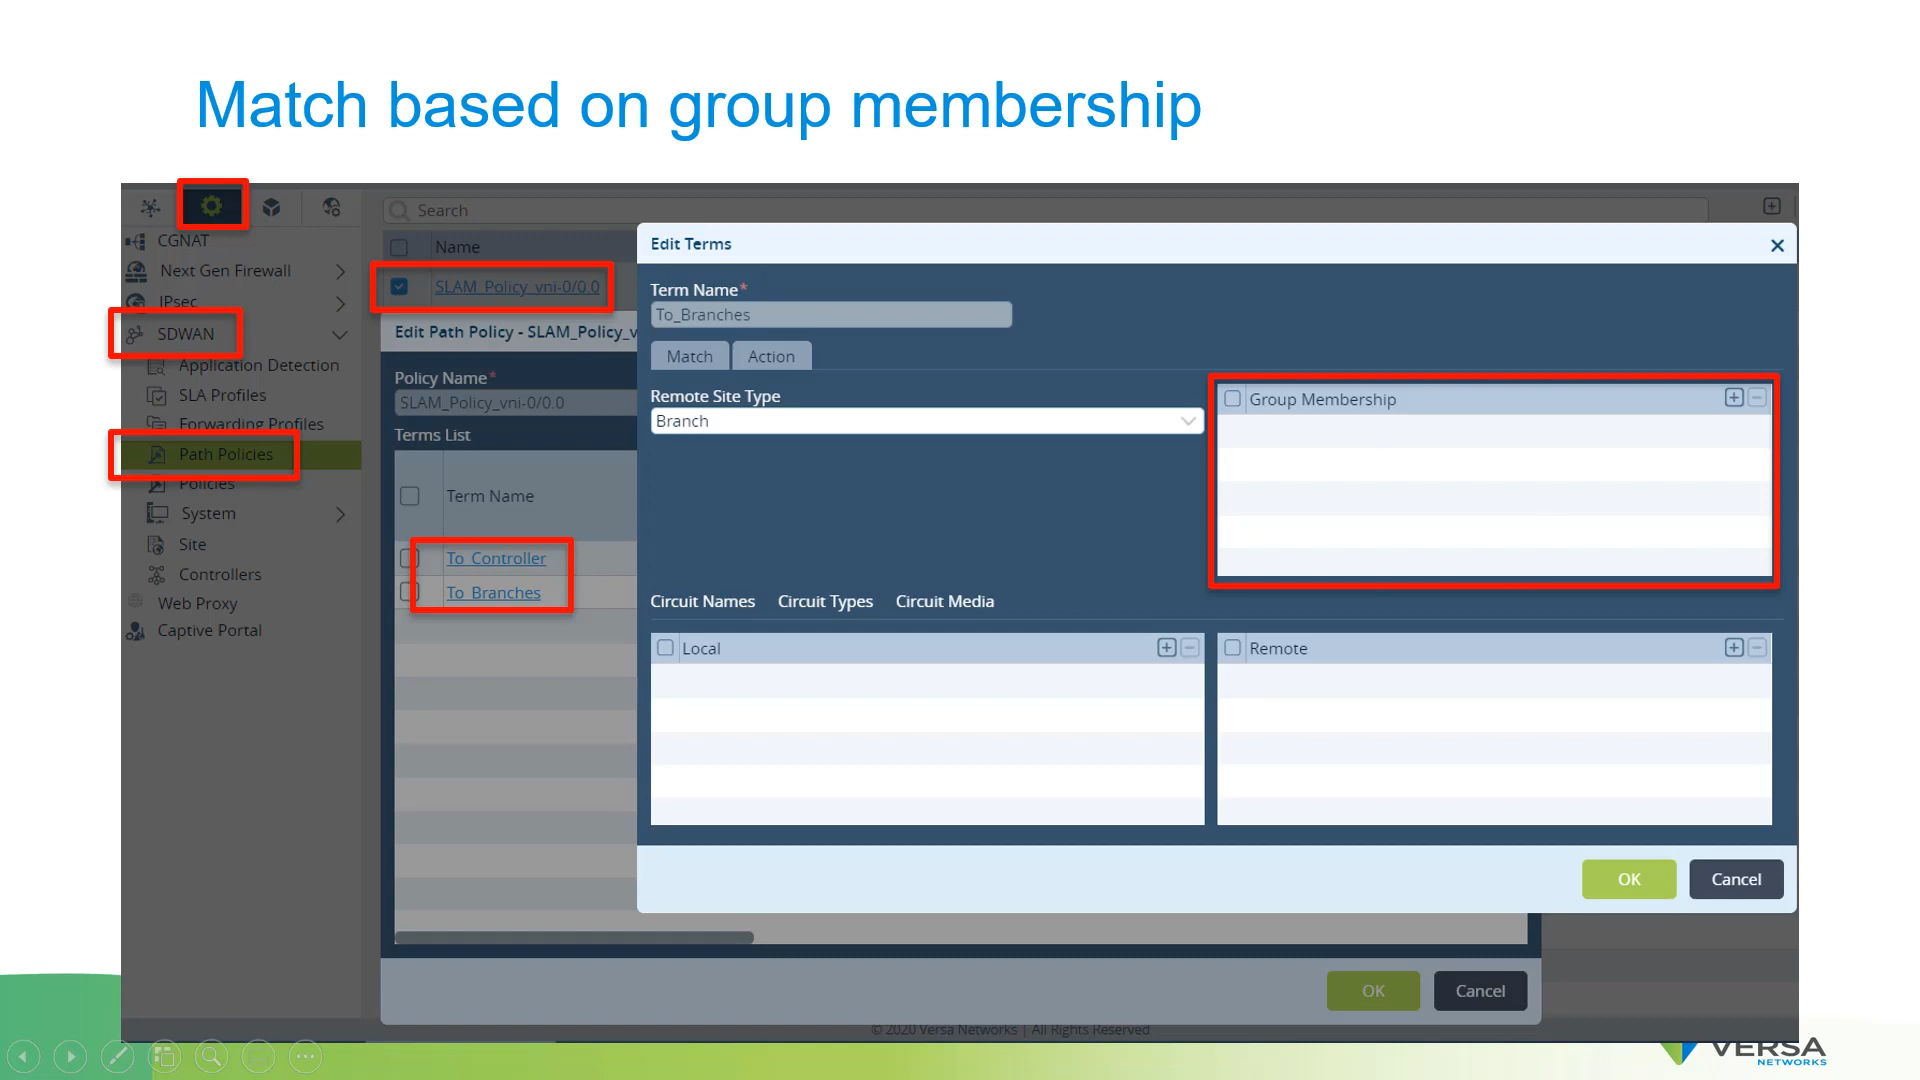 Match based on group membership
Search
CGNAT
Next Gen Firewall
IPsec
SDWAN
Application Detection
SLA Profiles
Forwarding Profiles
Path Policies
Policies
System
Site
Controllers
Web Proxy
Captive Portal
Name
SLAM_Policy_vni-0/0.0
Edit Path Policy - SLAM_Policy_v
Policy Name*
SLAM_Policy_vni-0/0.0
Terms List
Term Name
To_Controller
To_Branches
OK
Cancel
Edit Terms
Term Name*
To_Branches
Match
Action
Remote Site Type
Branch
Group Membership
Circuit Names
Circuit Types
Circuit Media
Local
Remote
OK
Cancel
© 2020 Versa Networks | All Rights Reserved
VERSA
NETWORKS